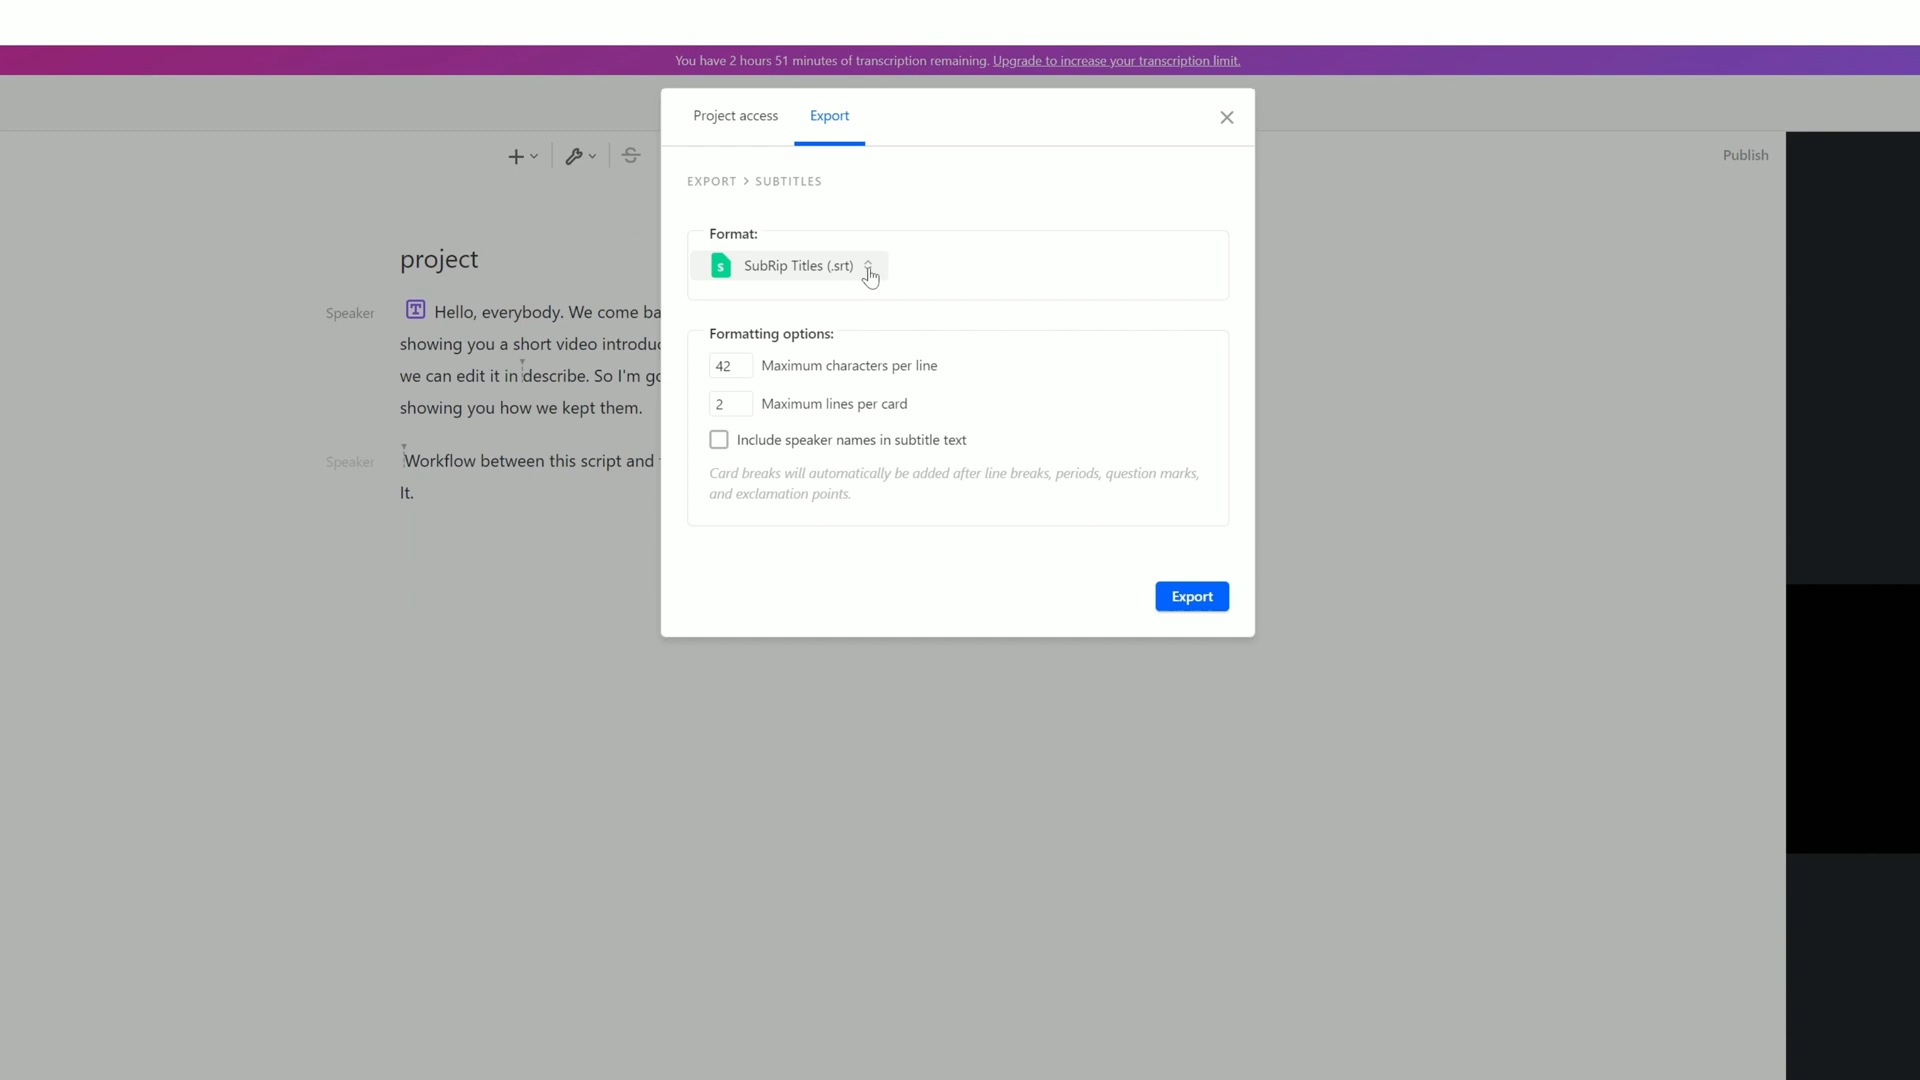 You have 2 hours 51 minutes of transcription remaining. Upgrade to increase your transcription limit.
Project access
Export
Publish
EXPORT > SUBTITLES
Format:
S
SubRip Titles (.srt)
Formatting options:
42 Maximum characters per line
2 Maximum lines per card
Include speaker names in subtitle text
Card breaks will automatically be added after line breaks, periods, question marks,
and exclamation points.
Export
project
Speaker
T Hello, everybody. We come ba
showing you a short video introduc
we can edit it in describe. So I'm go
showing you how we kept them.
Speaker
Workflow between this script and
It.